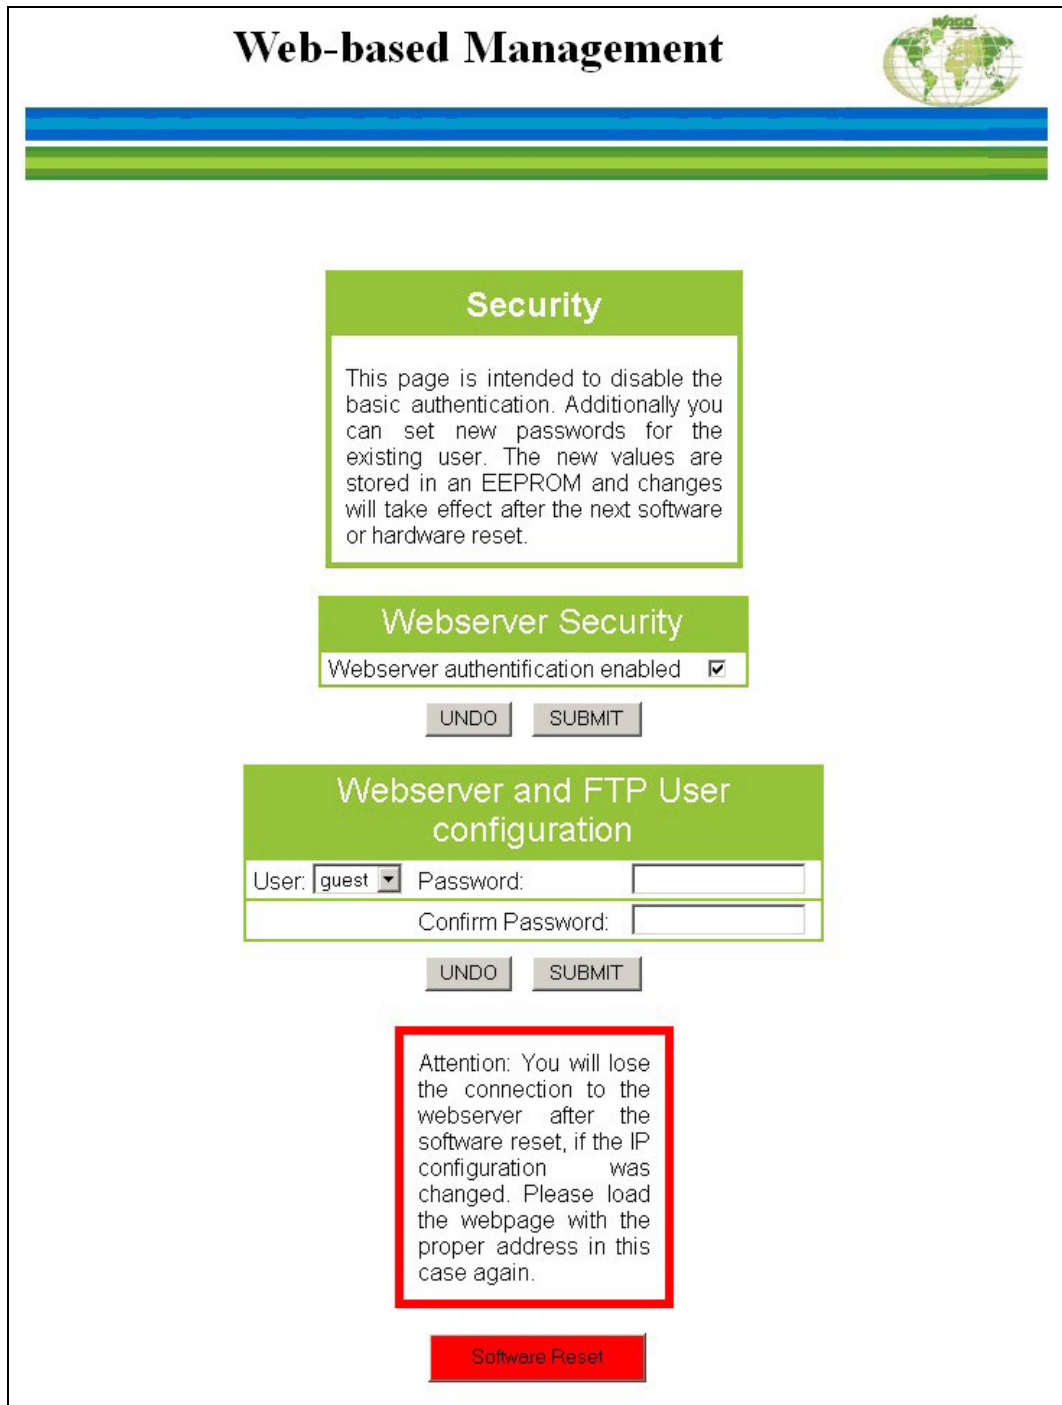 Web-based Management
WAGO
Security
This page is intended to disable the
basic authentication. Additionally you
can set new passwords for the
existing user. The new values are
stored in an EEPROM and changes
will take effect after the next software
or hardware reset.
Webserver Security
Webserver authentification enabled
UNDO SUBMIT
Webserver and FTP User
configuration
User: guest Password:
Confirm Password:
UNDO SUBMIT
Attention: You will lose
the connection to the
webserver after the
software reset, if the IP
configuration was
changed. Please load
the webpage with the
proper address in this
case again.
Software Reset